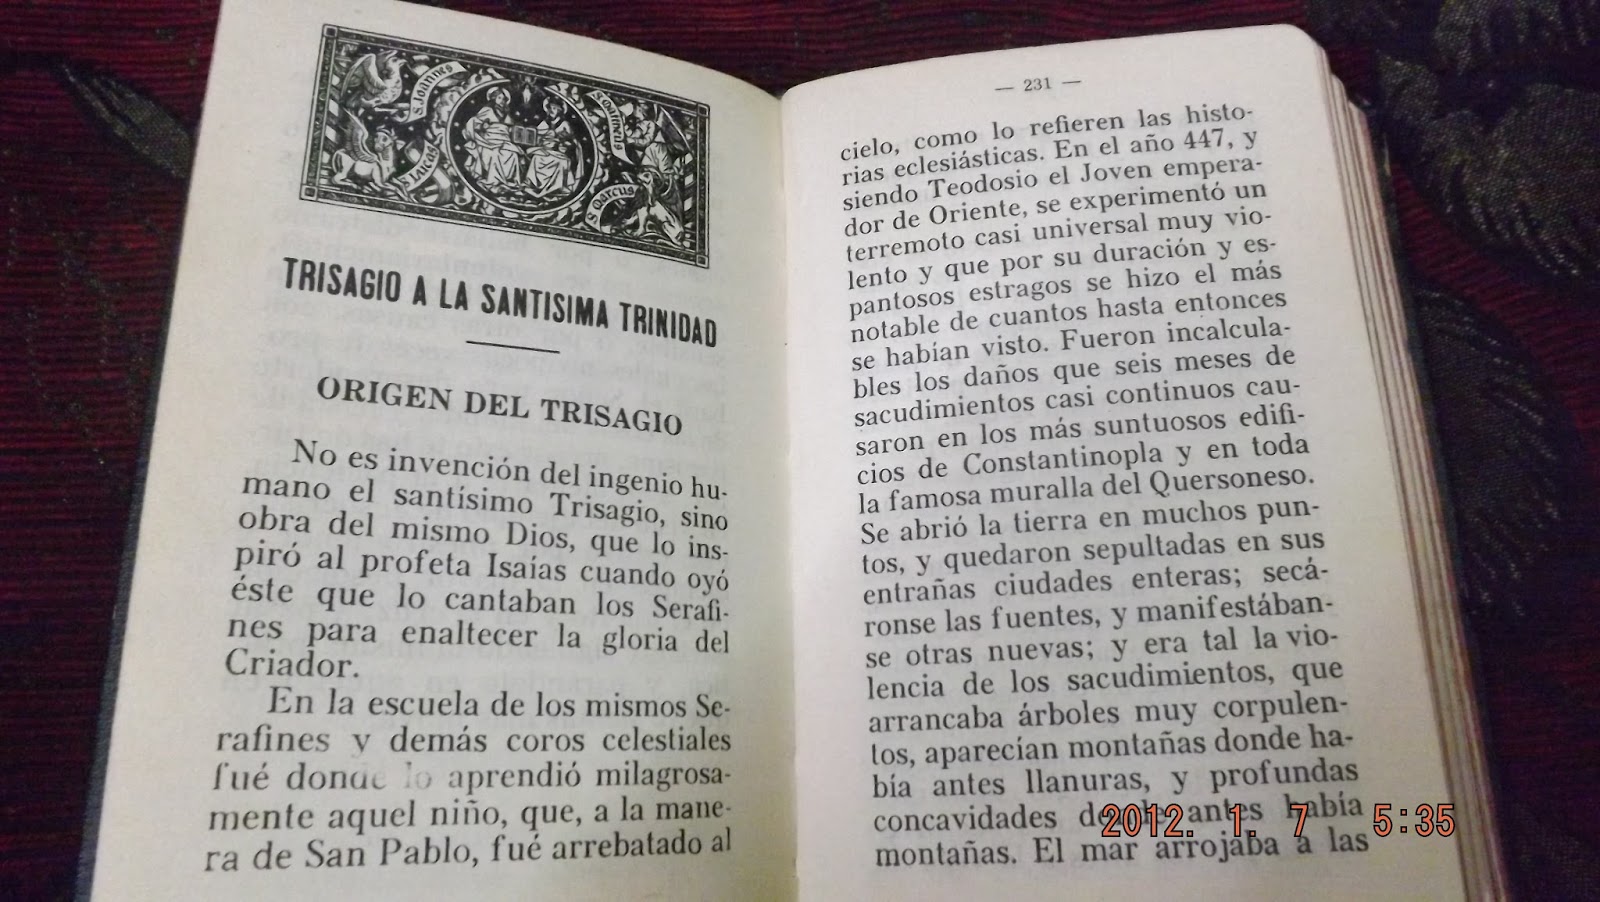 S. Joannes
S. Lucas
S. Marcus
TRISAGIO A LA SANTISIMA TRINIDAD
ORIGEN DEL TRISAGIO
No es invención del ingenio hu-
mano el santísimo Trisagio, sino
obra del mismo Dios, que lo ins-
piró al profeta Isaías cuando oyó
éste que lo cantaban los Serafi-
nes para enaltecer la gloria del
Criador.
En la escuela de los mismos Se-
rafines y demás coros celestiales
fué donde lo aprendió milagrosa-
mente aquel niño, que, a la mane-
ra de San Pablo, fué arrebatado al
— 231 —
cielo, como lo refieren las histo-
rias eclesiásticas. En el año 447, y
siendo Teodosio el Joven empera-
dor de Oriente, se experimentó un
terremoto casi universal muy vio-
lento y que por su duración y es-
pantosos estragos se hizo el más
notable de cuantos hasta entonces
se habían visto. Fueron incalcula-
bles los daños que seis meses de
sacudimientos casi continuos cau-
saron en los más suntuosos edifi-
cios de Constantinopla y en toda
la famosa muralla del Quersoneso.
Se abrió la tierra en muchos pun-
tos, y quedaron sepultadas en sus
entrañas ciudades enteras; secá-
ronse las fuentes, y manifestában-
se otras nuevas; y era tal la vio-
lencia de los sacudimientos, que
arrancaba árboles muy corpulen-
tos, aparecían montañas donde ha-
bía antes llanuras, y profundas
concavidades donde antes había
montañas. El mar arrojaba a las
2012. 1. 7 5:35